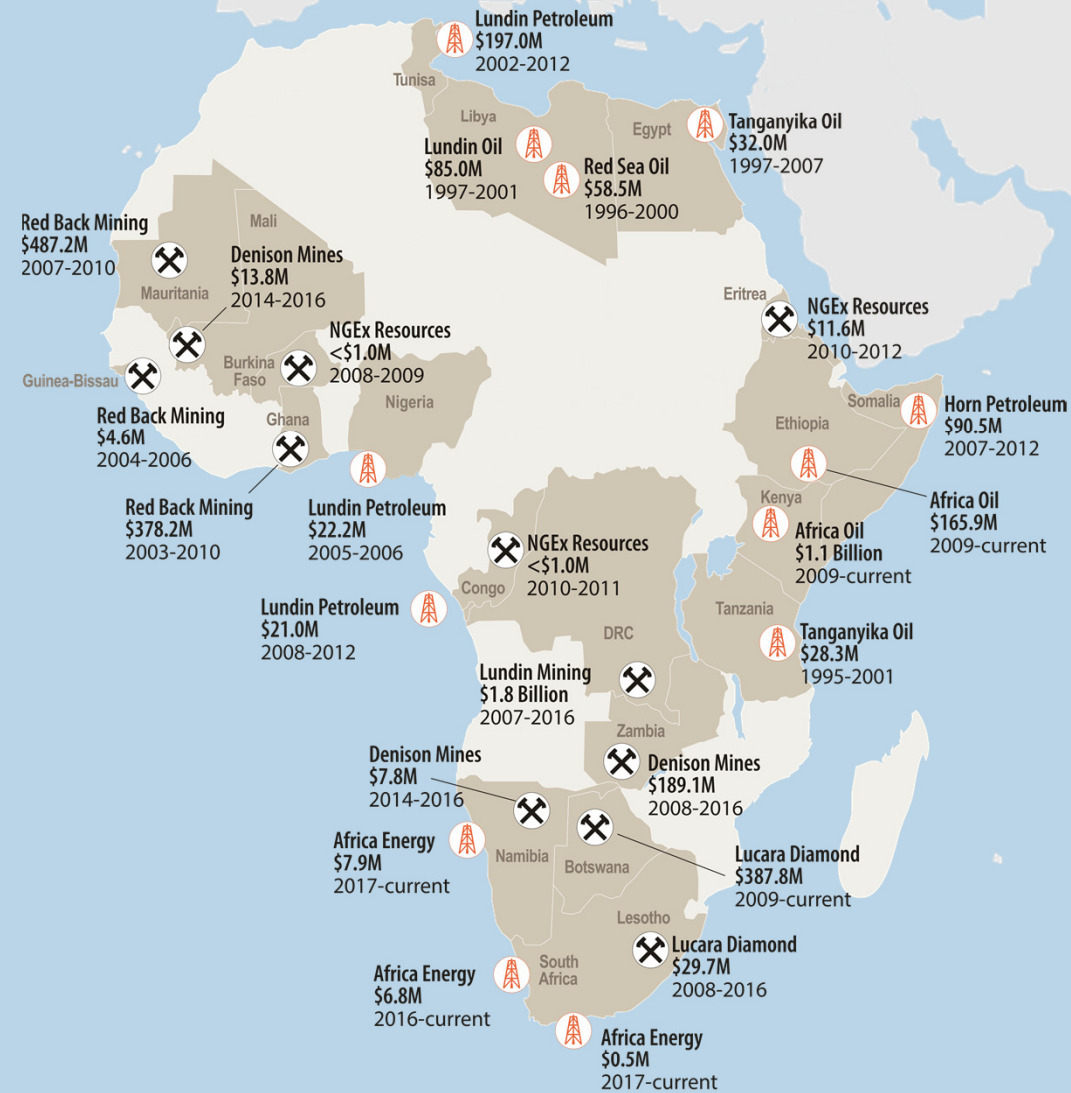 Lundin Petroleum
$197.0M
2002-2012
Tunisa
Libya
Egypt
Lundin Oil
$85.0M
1997-2001
Red Sea Oil
$58.5M
1996-2000
Tanganyika Oil
$32.0M
1997-2007
Red Back Mining
$487.2M
2007-2010
Mali
Mauritania
Denison Mines
$13.8M
2014-2016
NGEx Resources
<$1.0M
2008-2009
Burkina
Faso
Guinea-Bissau
Nigeria
Ghana
Red Back Mining
$4.6M
2004-2006
Red Back Mining
$378.2M
2003-2010
Lundin Petroleum
$22.2M
2005-2006
Eritrea
NGEx Resources
$11.6M
2010-2012
Somalia
Ethiopia
Horn Petroleum
$90.5M
2007-2012
Kenya
Africa Oil
$165.9M
2009-current
Africa Oil
$1.1 Billion
2009-current
NGEx Resources
<$1.0M
2010-2011
Congo
Lundin Petroleum
$21.0M
2008-2012
DRC
Tanzania
Tanganyika Oil
$28.3M
1995-2001
Lundin Mining
$1.8 Billion
2007-2016
Zambia
Denison Mines
$189.1M
2008-2016
Denison Mines
$7.8M
2014-2016
Africa Energy
$7.9M
2017-current
Namibia
Botswana
Lucara Diamond
$387.8M
2009-current
Lesotho
Lucara Diamond
$29.7M
2008-2016
South
Africa
Africa Energy
$6.8M
2016-current
Africa Energy
$0.5M
2017-current